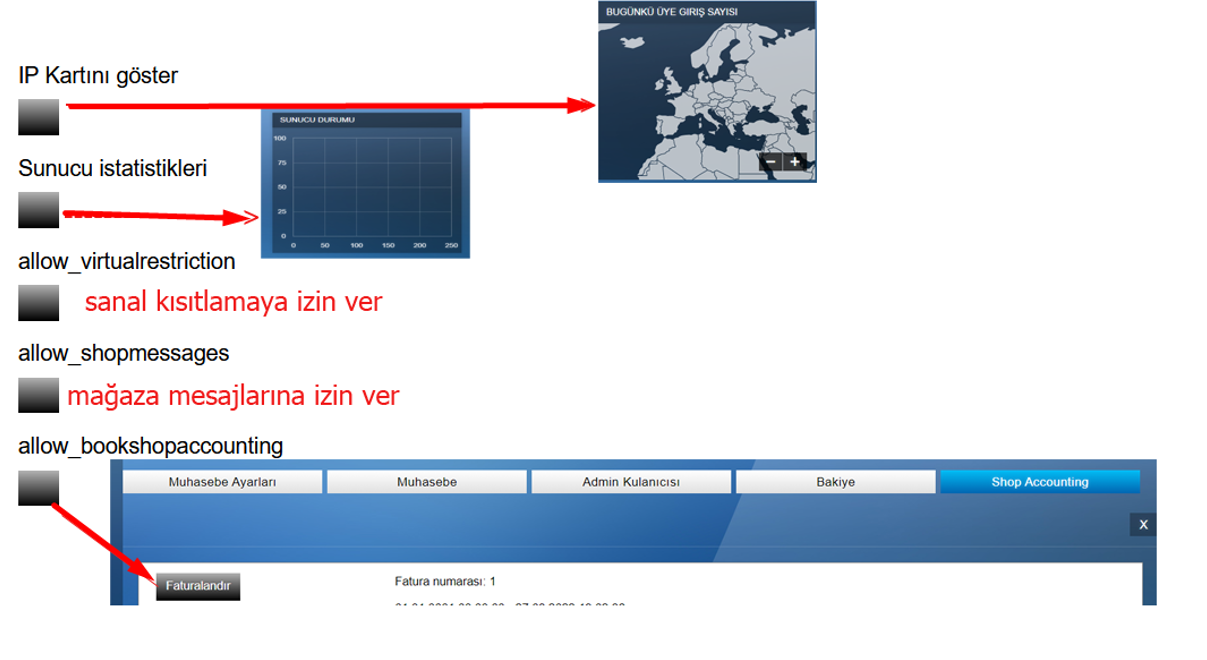 BUGÜNKÜ ÜYE GIRIŞ SAYISI
IP Kartını göster
SUNUCU DURUMU
100
75
50
25
0
0 50 100 150 200 250
Sunucu istatistikleri
− +
allow_virtualrestriction
sanal kısıtlamaya izin ver
allow_shopmessages
mağaza mesajlarına izin ver
allow_bookshopaccounting
Muhasebe Ayarları Muhasebe Admin Kulanıcısı Bakiye Shop Accounting
X
Faturalandır
Fatura numarası: 1